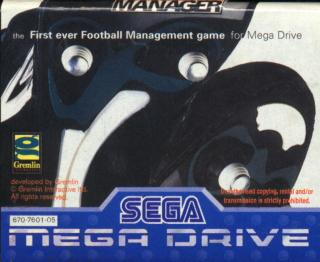 MANAGER
the First ever Football Management game for Mega Drive
Gremlin
developed by Gremlin
© Gremlin Interactive ltd.
All rights reserved.
Unauthorised copying, rental and/or
transmission is strictly prohibited.
670-7601-05
SEGA
MEGA DRIVE